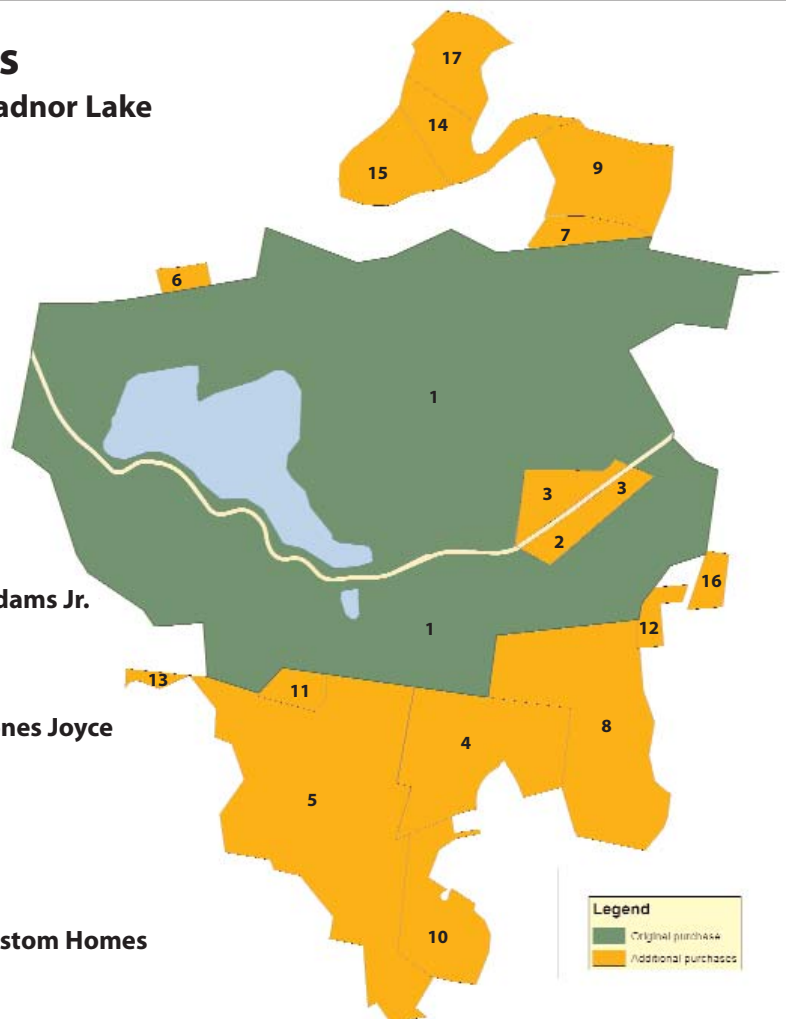 s
adnor Lake
17
14
15
9
7
6
1
3
3
2
16
dams Jr.
12
1
13
11
nes Joyce
8
4
5
stom Homes
10
Legend
Original purchase
Additional purchases